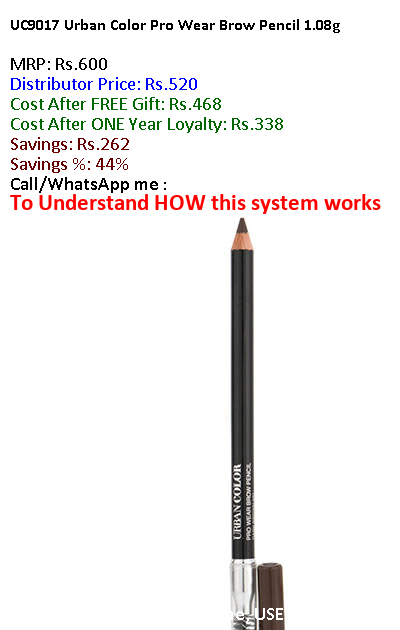 UC9017 Urban Color Pro Wear Brow Pencil 1.08g
MRP: Rs.600
Distributor Price: Rs.520
Cost After FREE Gift: Rs.468
Cost After ONE Year Loyalty: Rs.338
Savings: Rs.262
Savings %: 44%
Call/WhatsApp me :
To Understand HOW this system works
URBAN COLOR
PRO WEAR BROW PENCIL